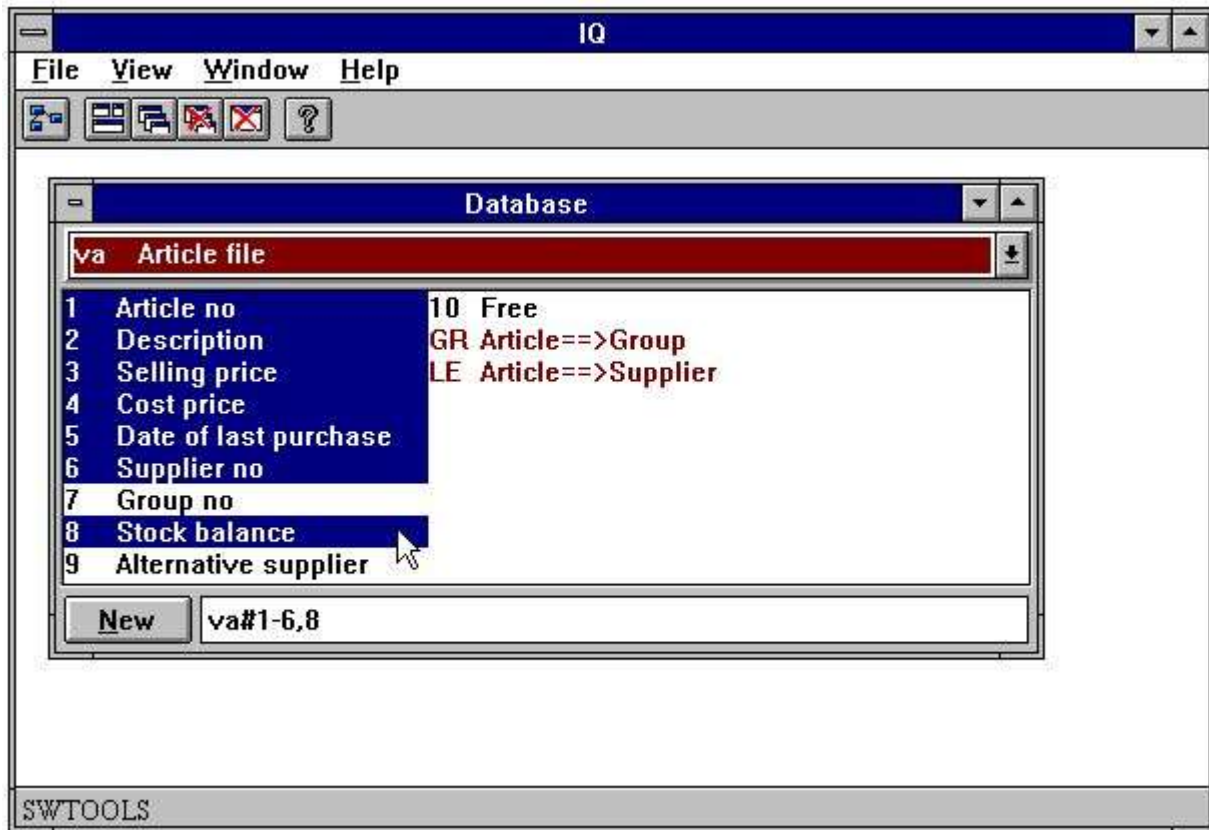 IQ
File View Window Help
Database
va Article file
1 Article no
2 Description
3 Selling price
4 Cost price
5 Date of last purchase
6 Supplier no
7 Group no
8 Stock balance
9 Alternative supplier
10 Free
GR Article==>Group
LE Article==>Supplier
New va#1-6,8
SWTOOLS